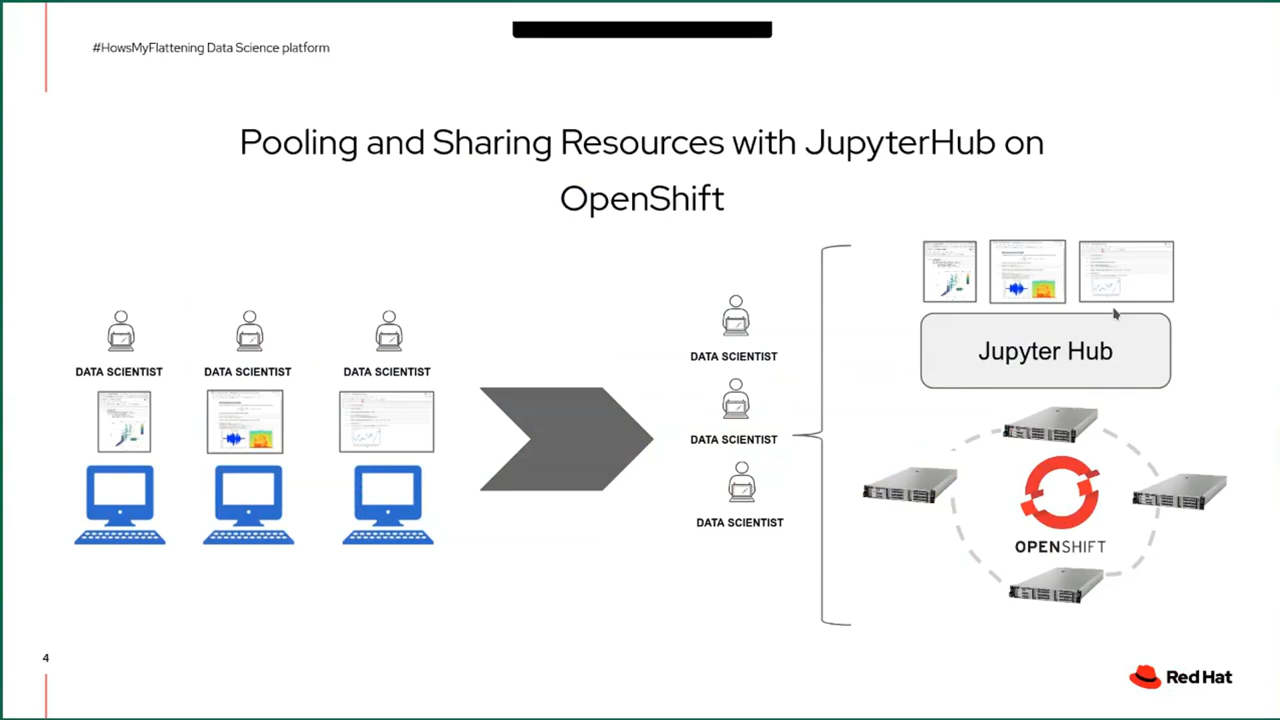 #HowsMyFlattening Data Science platform
Pooling and Sharing Resources with JupyterHub on
OpenShift
DATA SCIENTIST
DATA SCIENTIST
DATA SCIENTIST
DATA SCIENTIST
DATA SCIENTIST
DATA SCIENTIST
Jupyter Hub
OPENSHIFT
4
Red Hat